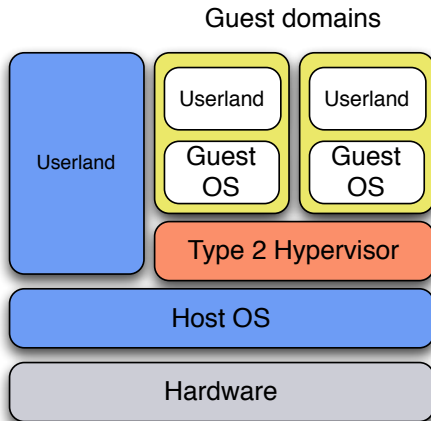 Guest domains
Userland
Userland
Userland
Guest
OS
Guest
OS
Type 2 Hypervisor
Host OS
Hardware